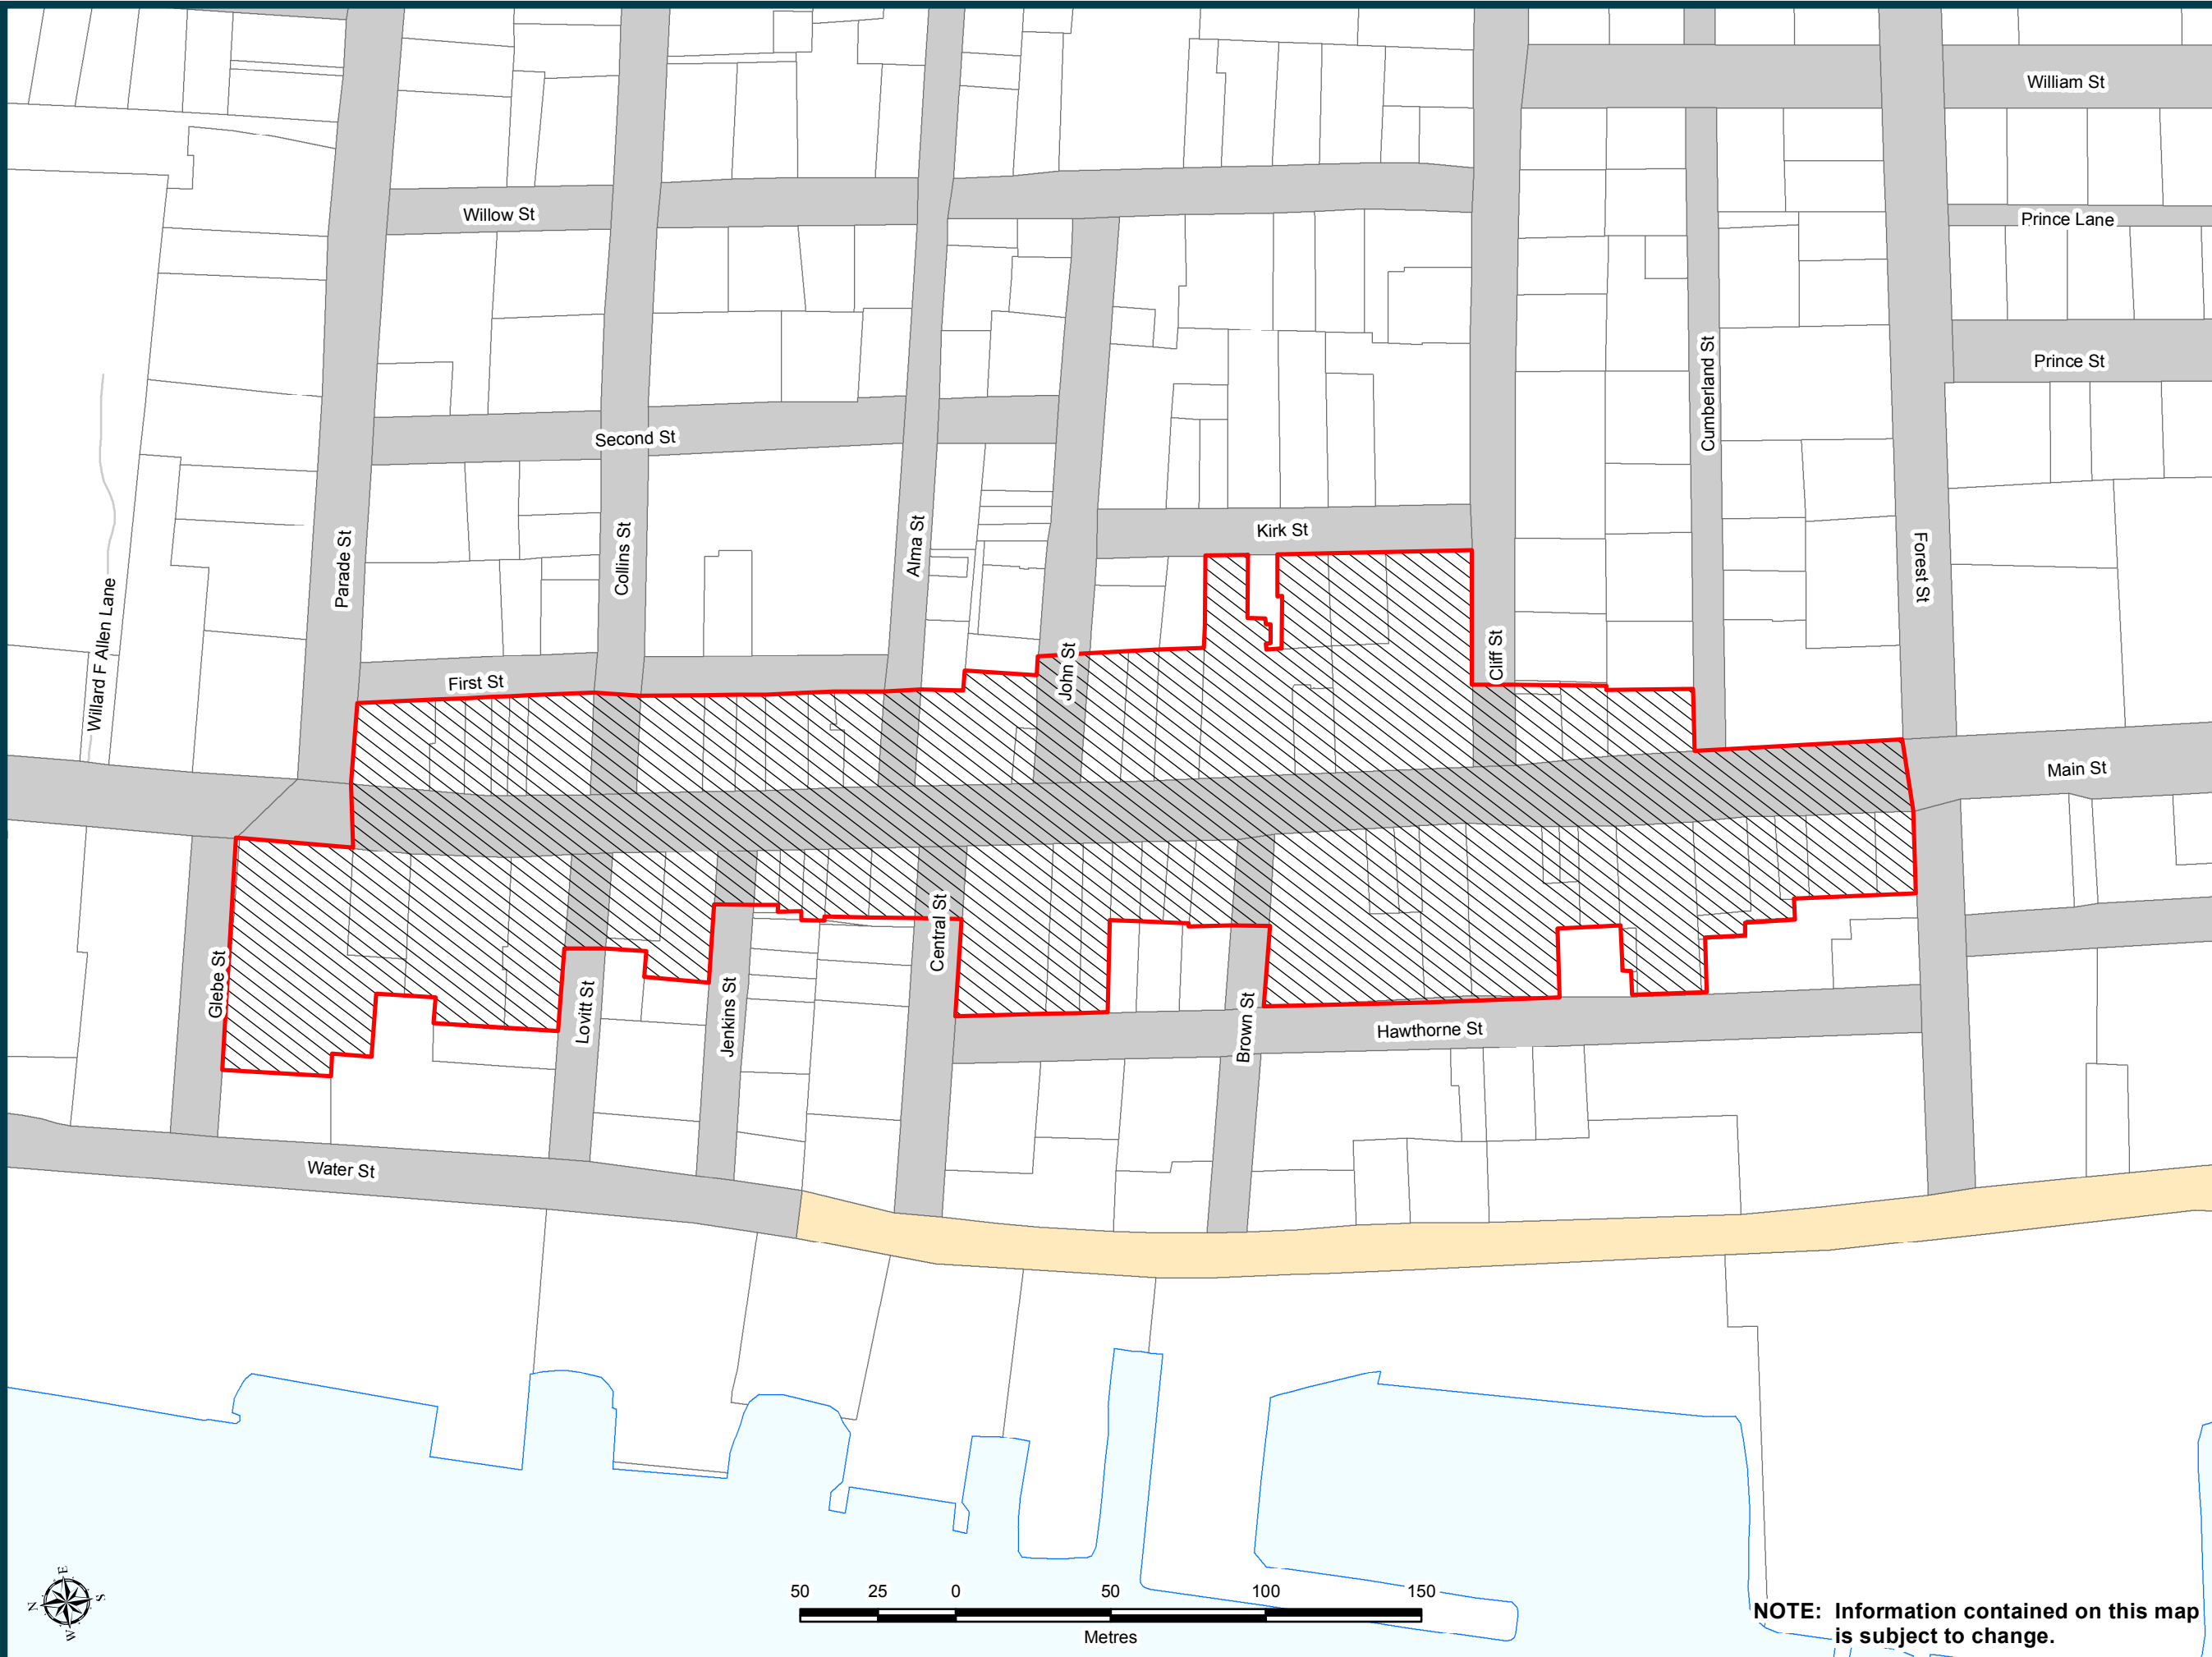 William St
Willow St
Prince Lane
Prince St
Cumberland St
Second St
Kirk St
Parade St
Collins St
Alma St
Forest St
Willard F Allen Lane
John St
Cliff St
First St
Main St
Glebe St
Lovitt St
Jenkins St
Central St
Brown St
Hawthorne St
Water St
N E S W
50 25 0 50 100 150
Metres
NOTE: Information contained on this map
is subject to change.